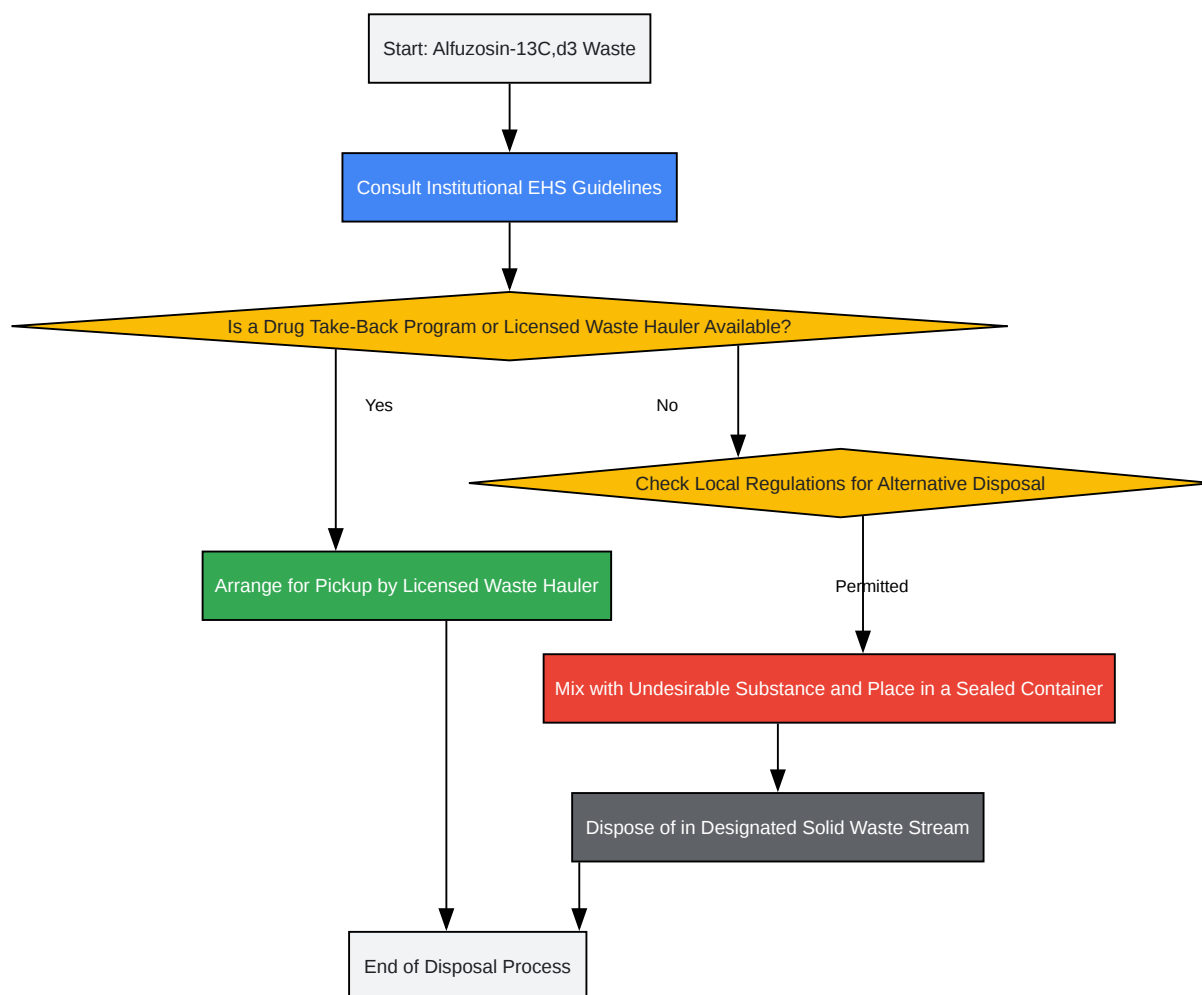 Start: Alfuzosin-13C,d3 Waste
Consult Institutional EHS Guidelines
Is a Drug Take-Back Program or Licensed Waste Hauler Available?
Yes
No
Check Local Regulations for Alternative Disposal
Arrange for Pickup by Licensed Waste Hauler
Permitted
Mix with Undesirable Substance and Place in a Sealed Container
Dispose of in Designated Solid Waste Stream
End of Disposal Process